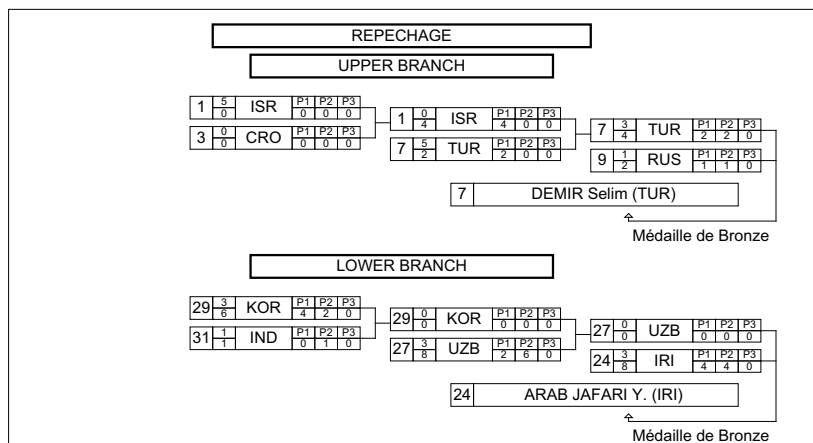 REPECHAGE
UPPER BRANCH
1 5 0 ISR P1 P2 P3 0 0 0
3 0 0 CRO P1 P2 P3 0 0 0
1 0 4 ISR P1 P2 P3 4 0 0
7 5 2 TUR P1 P2 P3 2 0 0
7 3 4 TUR P1 P2 P3 2 2 0
9 1 2 RUS P1 P2 P3 1 1 0
7 DEMIR Selim (TUR)
Médaille de Bronze
LOWER BRANCH
29 3 6 KOR P1 P2 P3 4 2 0
31 1 1 IND P1 P2 P3 0 1 0
29 0 0 KOR P1 P2 P3 0 0 0
27 3 8 UZB P1 P2 P3 2 6 0
27 0 0 UZB P1 P2 P3 0 0 0
24 3 8 IRI P1 P2 P3 4 4 0
24 ARAB JAFARI Y. (IRI)
Médaille de Bronze